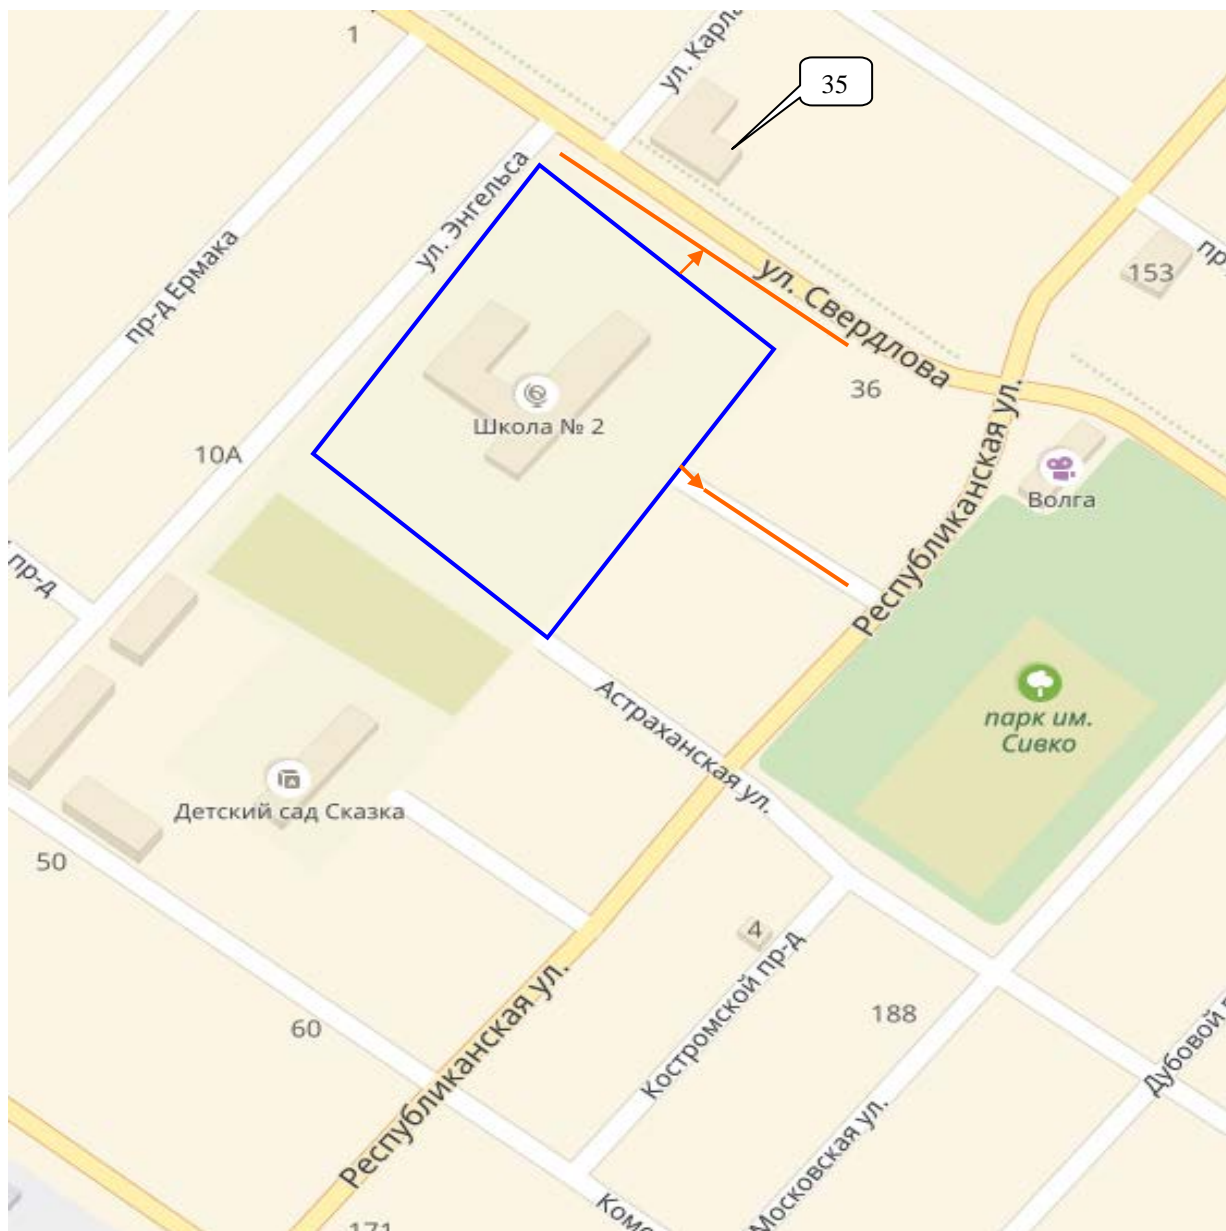 1
ул. Карла
35
ул. Энгельса
пр-д Ермака
ул. Свердлова
153
36
Школа № 2
10А
Республиканская ул.
Волга
пр-д
Астраханская ул.
парк им.
Сивко
Детский сад Сказка
50
4
Костромской пр-д
188
60
Республиканская ул.
Московская ул.
Дубовой
171